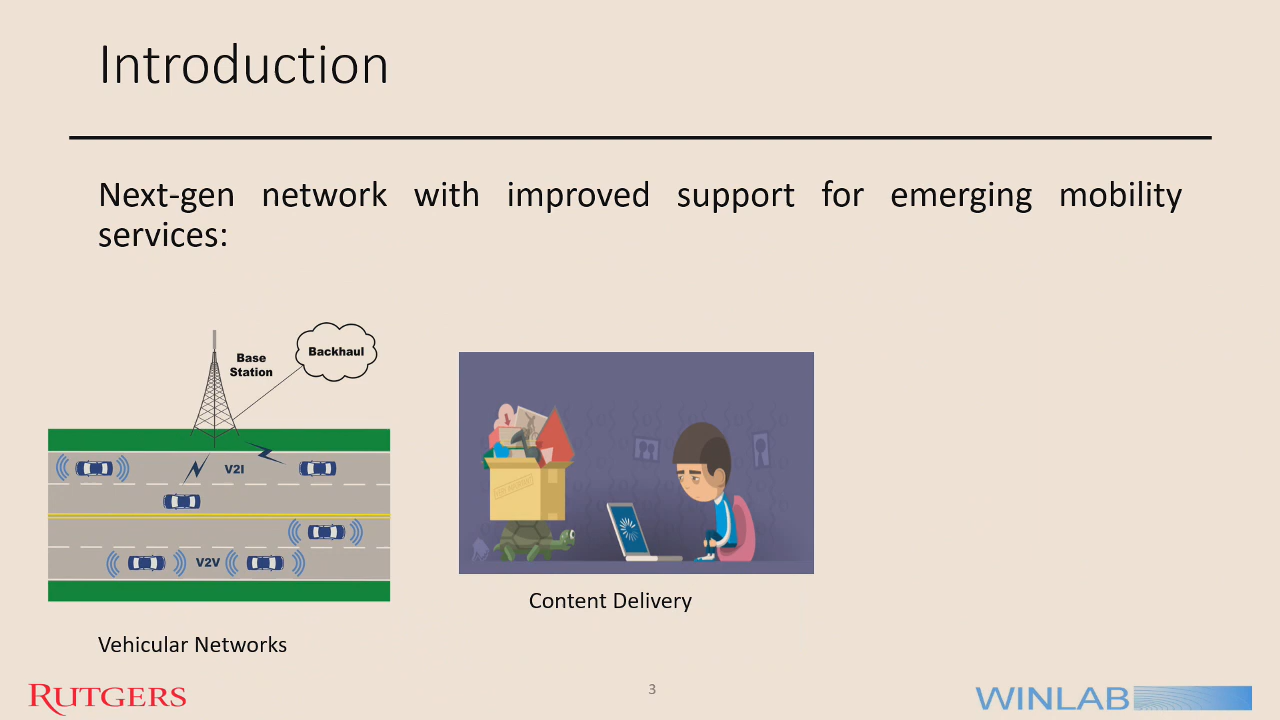 Introduction
Next-gen network with improved support for emerging mobility
services:
Base
Station
Backhaul
V2I
V2V
Content Delivery
Vehicular Networks
RUTGERS
3
WINLAB